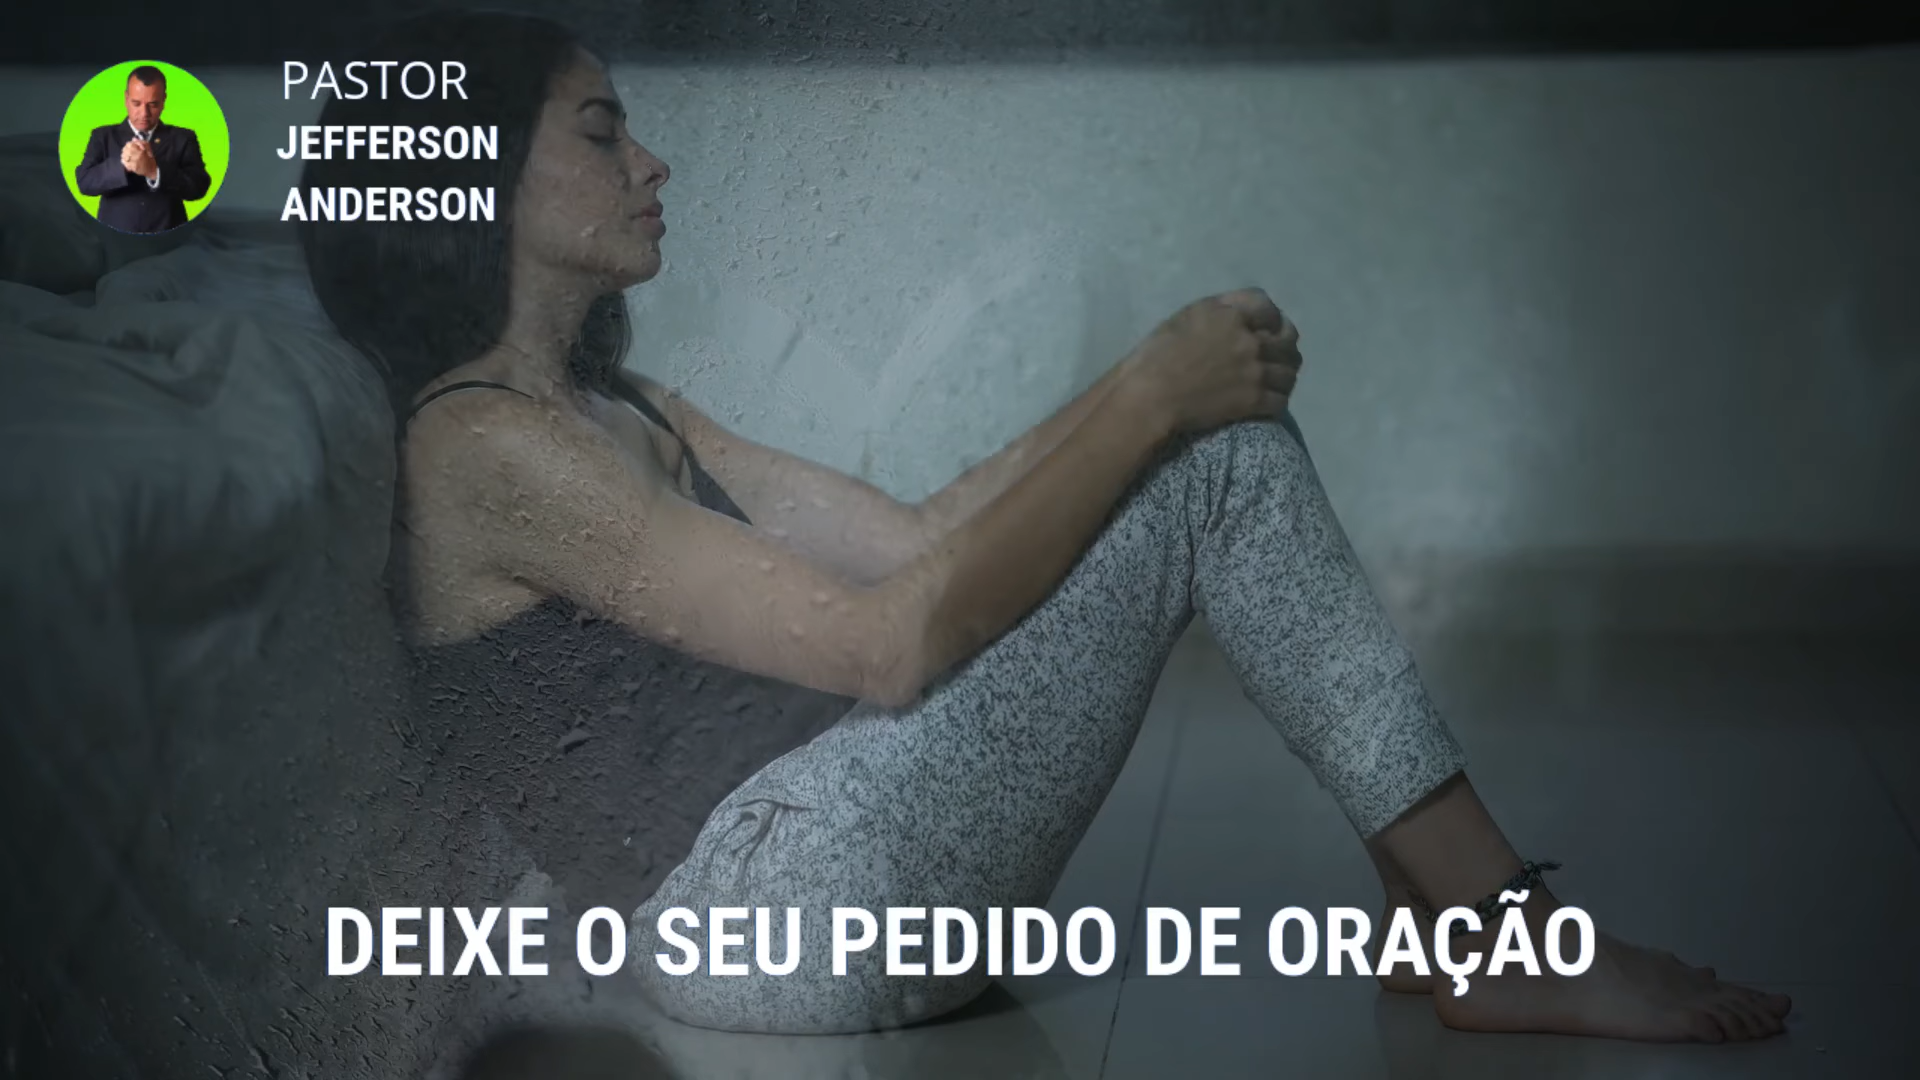 PASTOR
JEFFERSON
ANDERSON
DEIXE O SEU PEDIDO DE ORAÇÃO